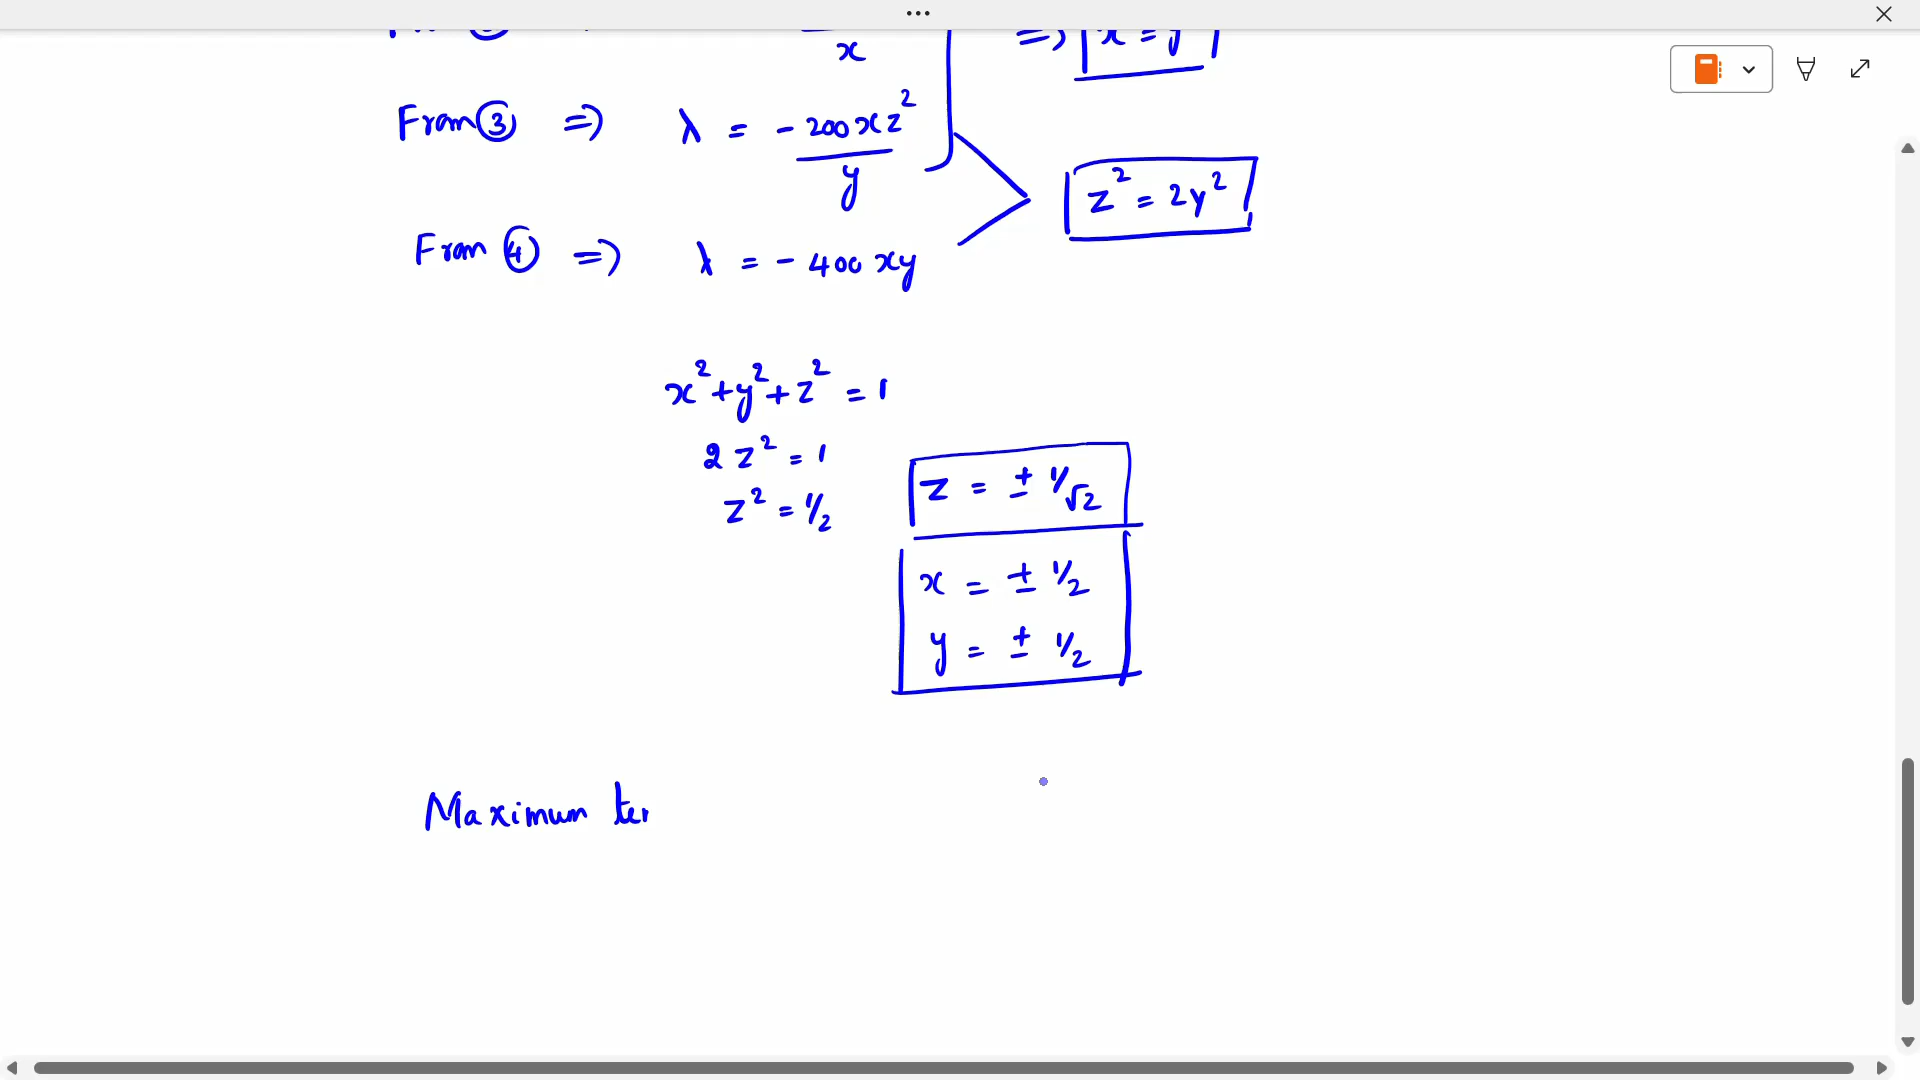 x ⇒ x = y
From ③ ⇒ λ = -200xz² / y
z² = 2y²
From ④ ⇒ λ = -400xy
x² + y² + z² = 1
2z² = 1
z² = 1/2
z = ± 1/√2
x = ± 1/2
y = ± 1/2
Maximum ter